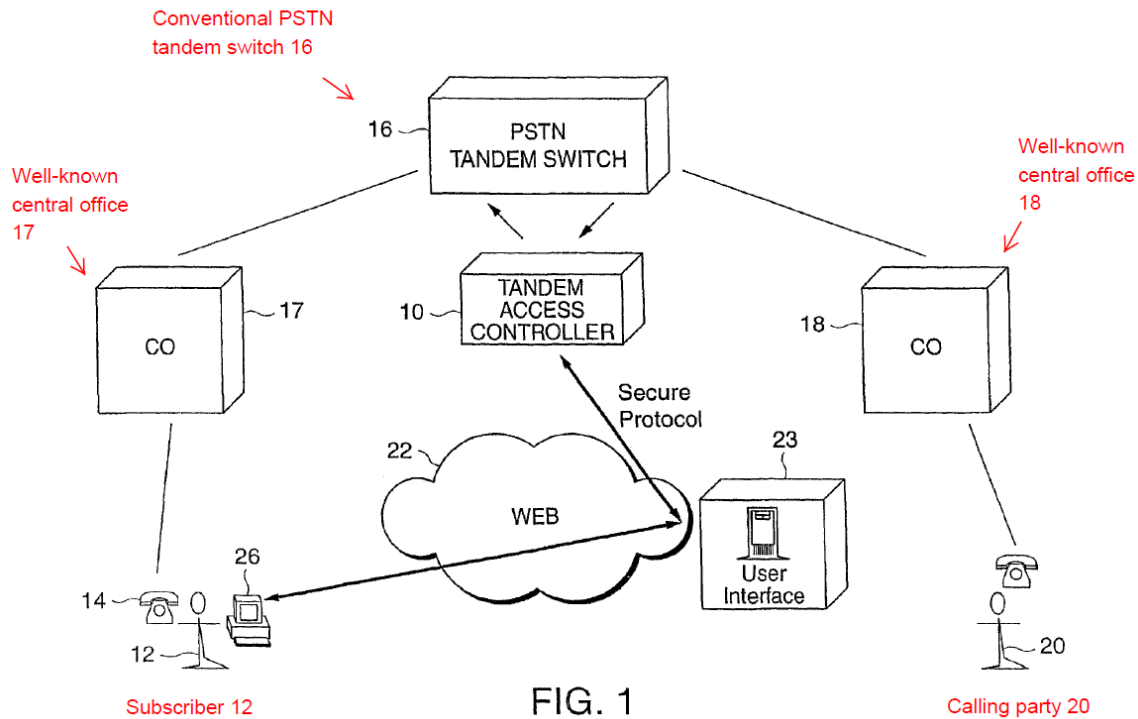 Conventional PSTN
tandem switch 16
16
PSTN
TANDEM SWITCH
Well-known
central office
17
Well-known
central office
18
17
CO
10
TANDEM
ACCESS
CONTROLLER
18
CO
Secure
Protocol
22
WEB
23
User
Interface
14
26
12
20
Subscriber 12
FIG. 1
Calling party 20